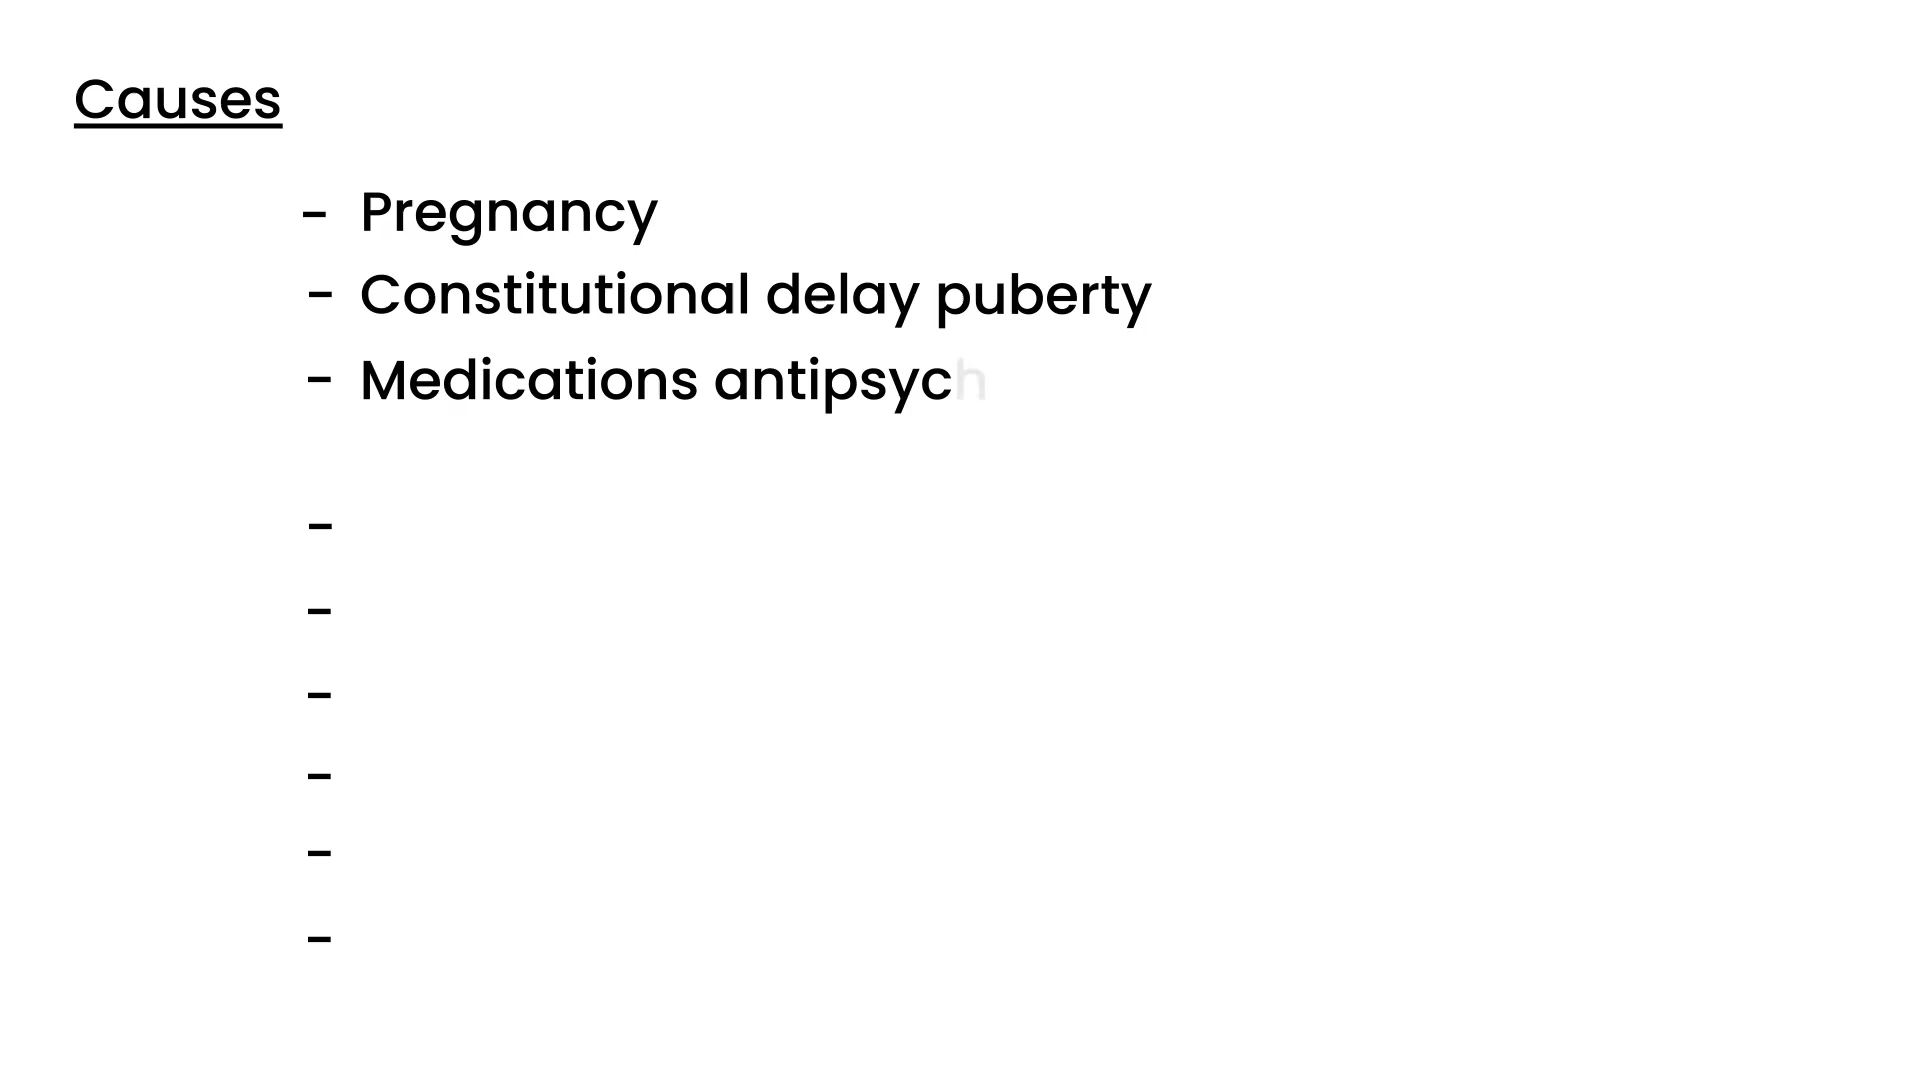 Causes
- Pregnancy
- Constitutional delay puberty
- Medications antipsych
-
-
-
-
-
-